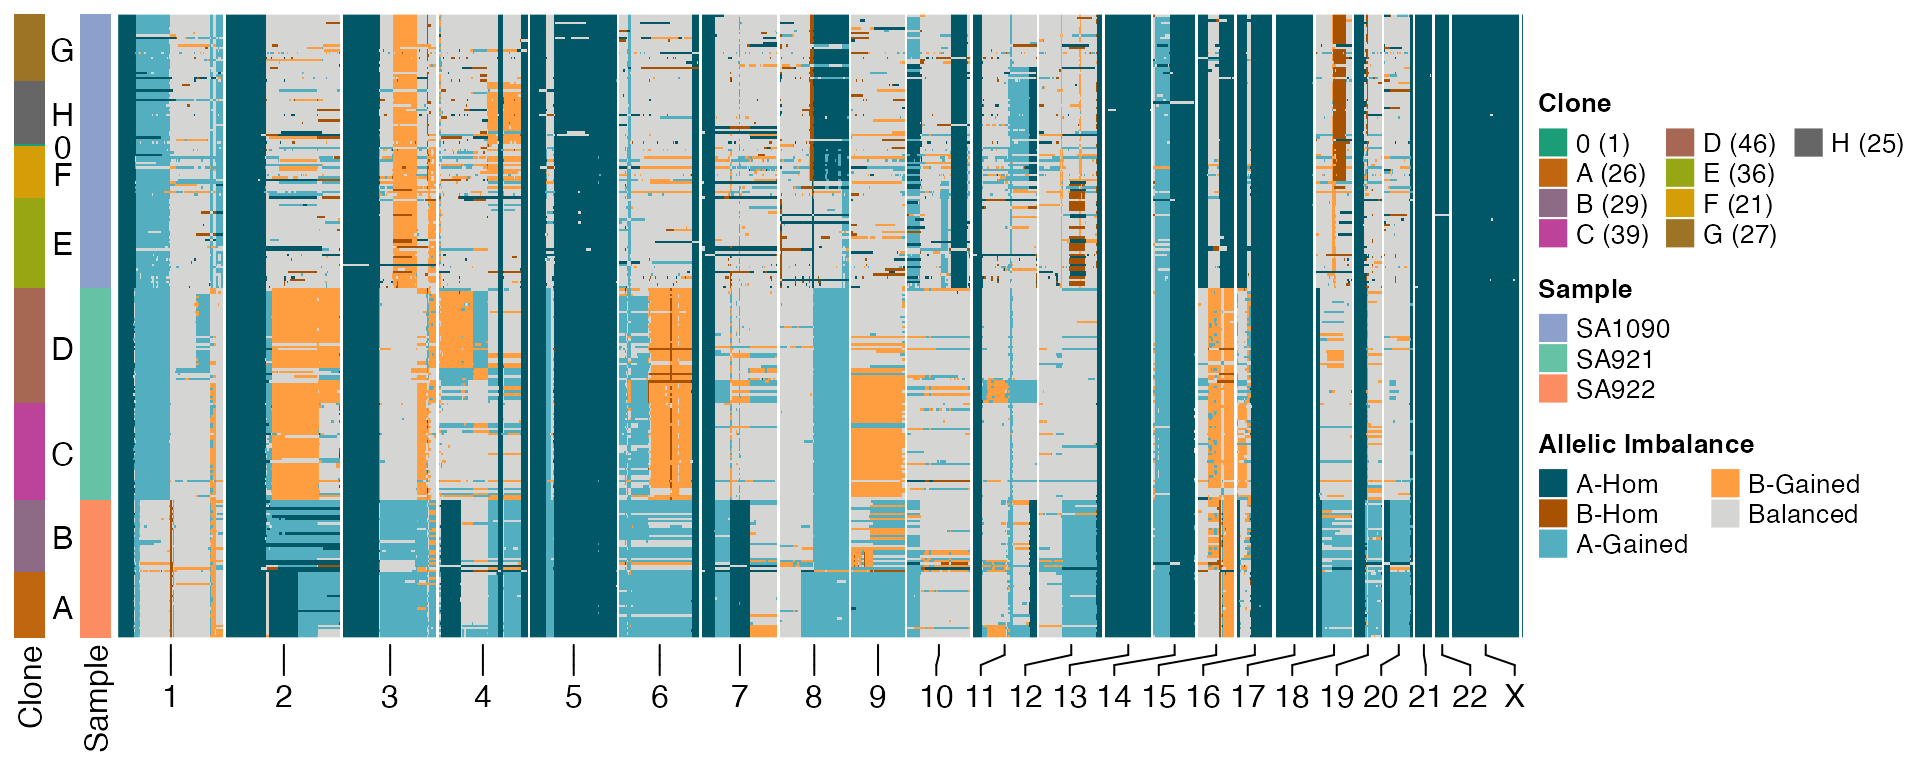 G
H
0
F
E
D
C
B
A
Clone
Sample
1 2 3 4 5 6 7 8 9 10 11 12 13 14 15 16 17 18 19 20 21 22 X
Clone
0 (1) D (46) H (25)
A (26) E (36)
B (29) F (21)
C (39) G (27)
Sample
SA1090
SA921
SA922
Allelic Imbalance
A-Hom B-Gained
B-Hom Balanced
A-Gained